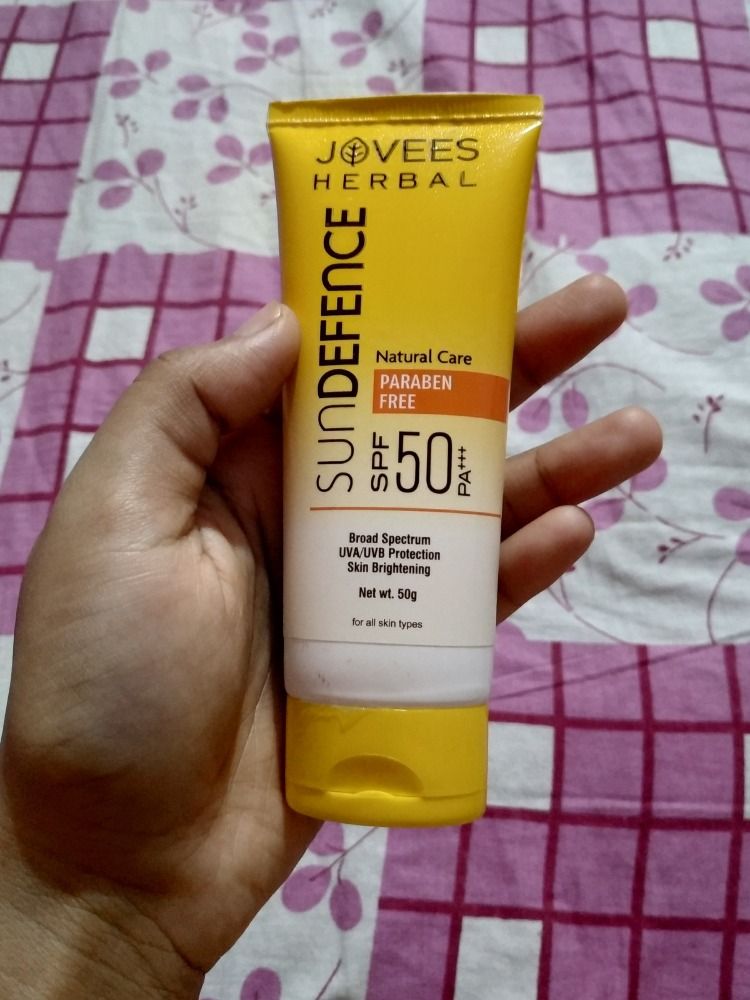 JOVEES
HERBAL
SUNDEFENCE
Natural Care
PARABEN
FREE
SPF 50 PA+++
Broad Spectrum
UVA/UVB Protection
Skin Brightening
Net wt. 50g
for all skin types